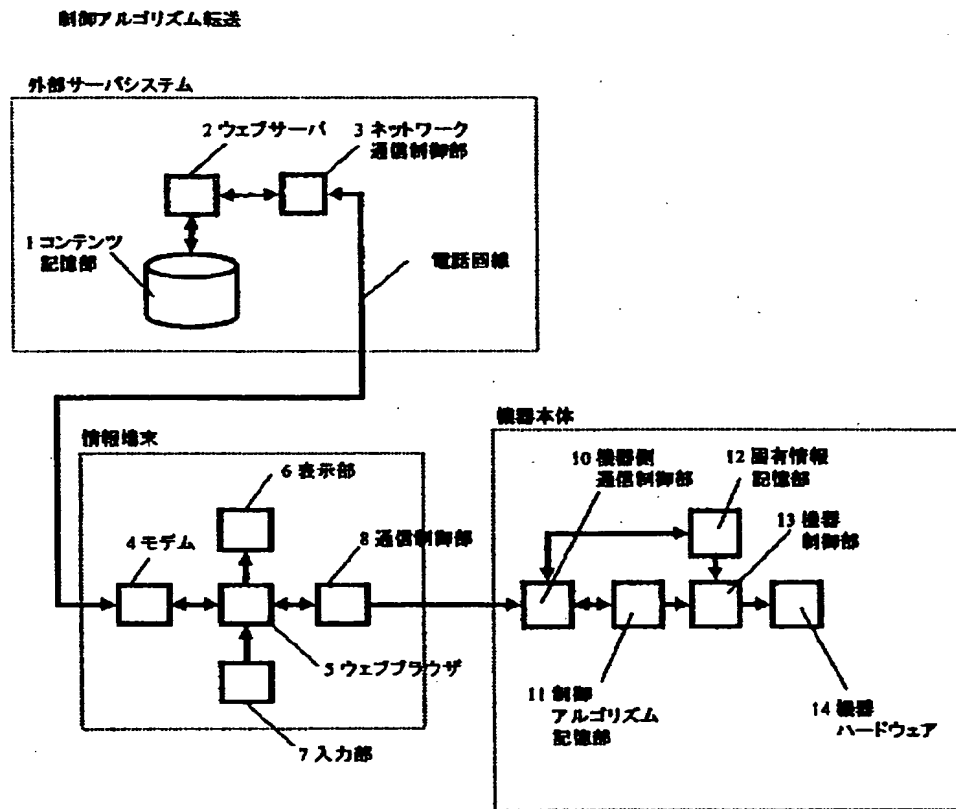 制御アルゴリズム転送
外部サーバシステム
2 ウェブサーバ
3 ネットワーク
通信制御部
1 コンテンツ
記憶部
電話回線
情報端末
6 表示部
4 モデム
8 通信制御部
5 ウェブブラウザ
7 入力部
機器本体
10 機器側
通信制御部
12 固有情報
記憶部
13 機器
制御部
11 制御
アルゴリズム
記憶部
14 機器
ハードウェア